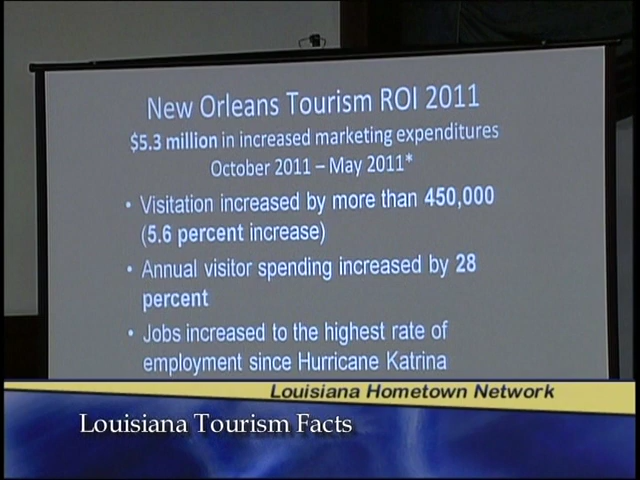 New Orleans Tourism ROI 2011
$5.3 million in increased marketing expenditures
October 2011 – May 2011*
• Visitation increased by more than 450,000
(5.6 percent increase)
• Annual visitor spending increased by 28
percent
• Jobs increased to the highest rate of
employment since Hurricane Katrina
Louisiana Hometown Network
Louisiana Tourism Facts